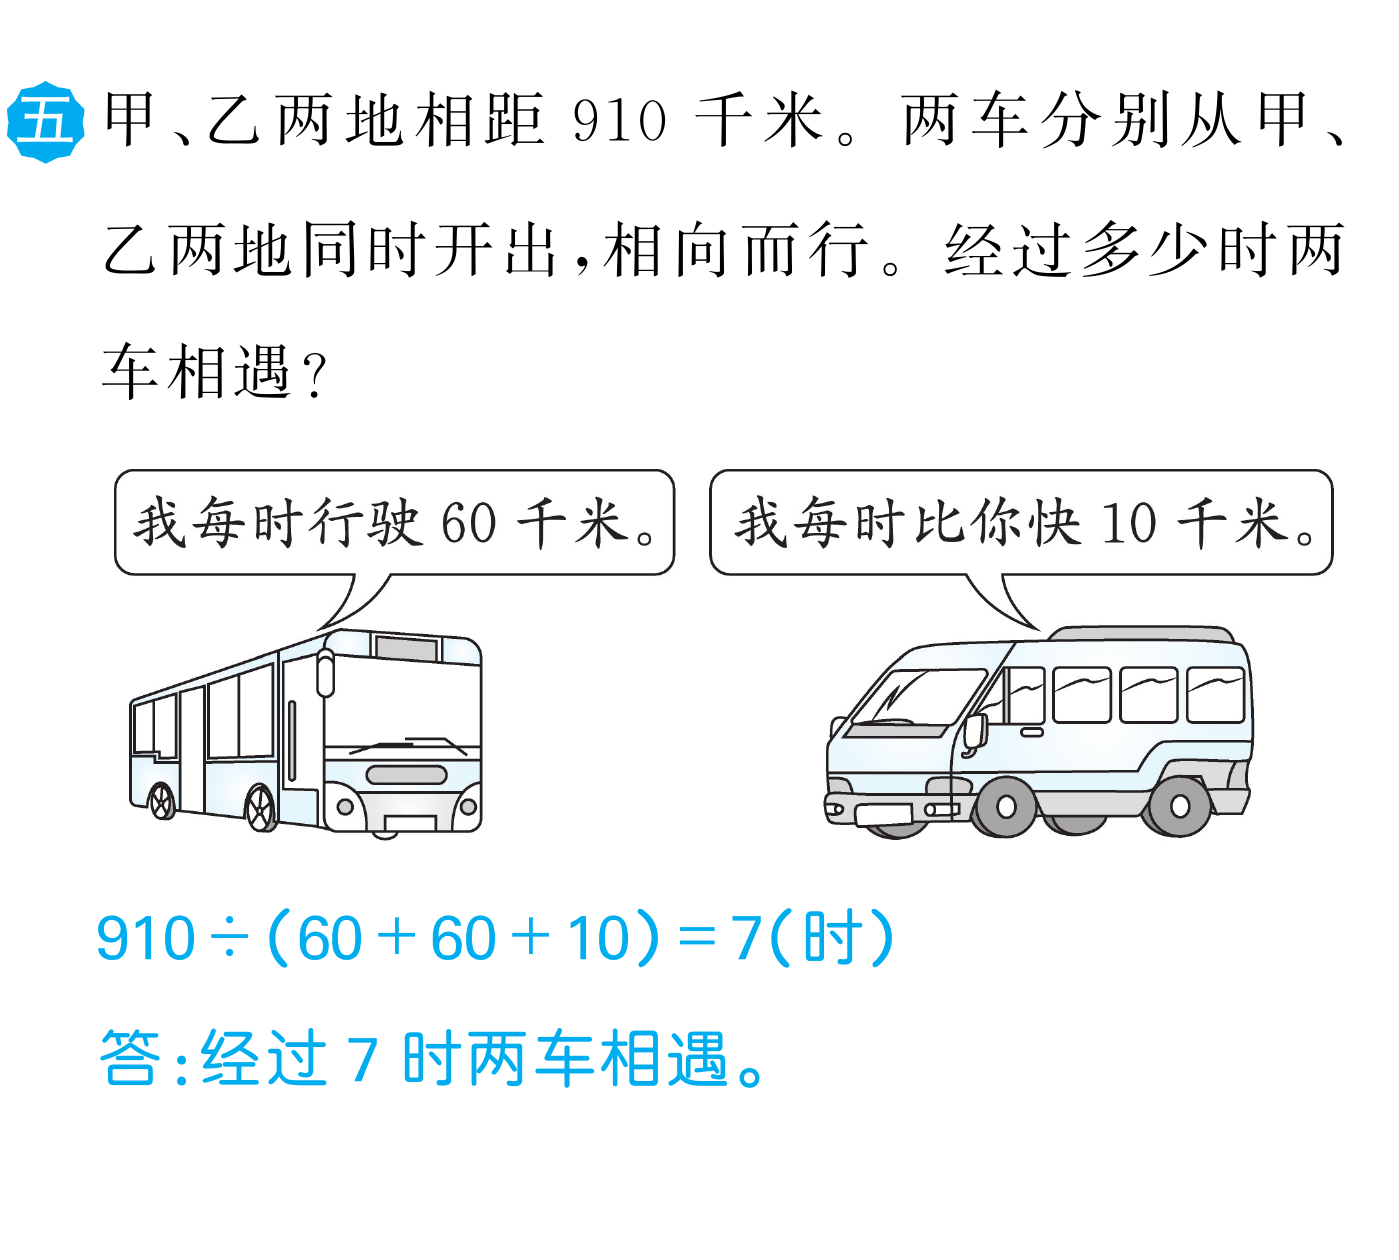 五 甲、乙两地相距 910 千米。两车分别从甲、
乙两地同时开出,相向而行。经过多少时两
车相遇?
我每时行驶 60 千米。
我每时比你快 10 千米。
910÷(60+60+10)=7(时)
答:经过 7 时两车相遇。